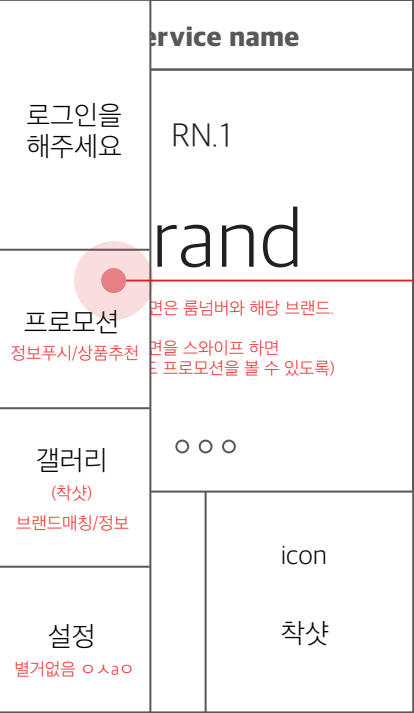 ervice name
로그인을
해주세요
RN.1
rand
프로모션
정보푸시/상품추천
면은 룸넘버와 해당 브랜드.
면을 스와이프 하면
프로모션을 볼 수 있도록)
갤러리
(착샷)
브랜드매칭/정보
설정
별거없음 ㅇㅅaㅇ
icon
착샷